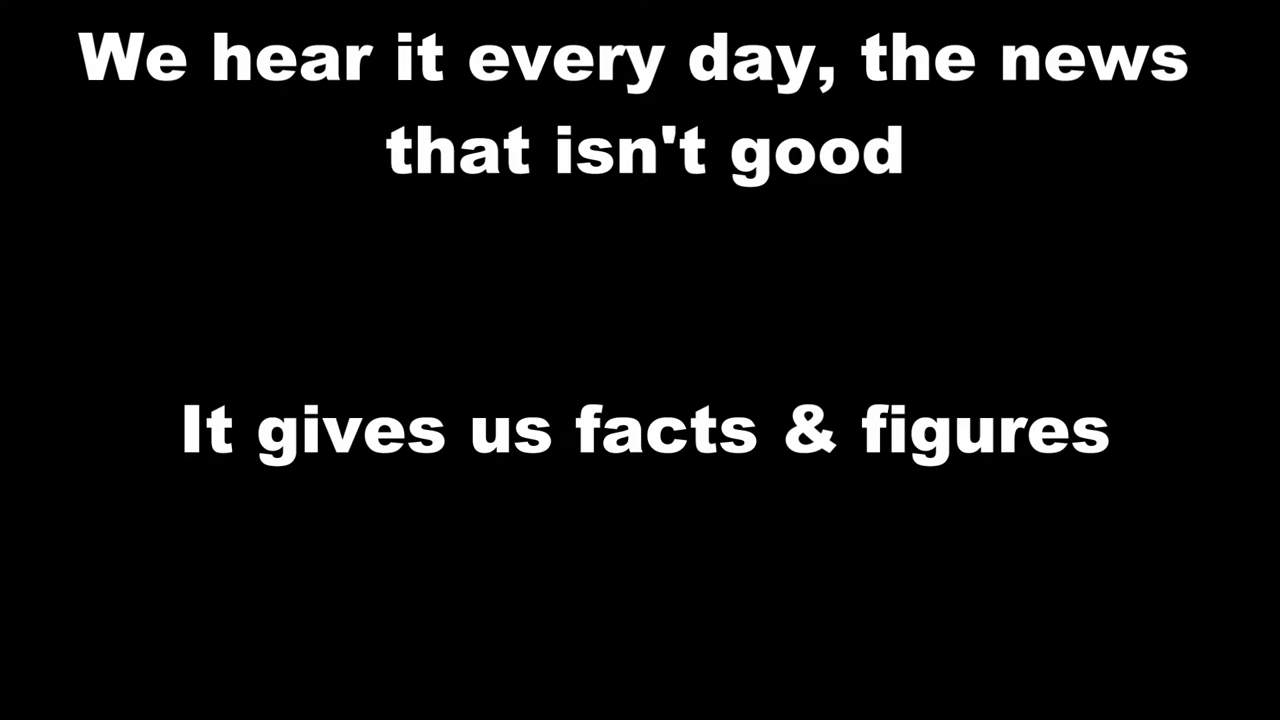 We hear it every day, the news
that isn't good
It gives us facts & figures